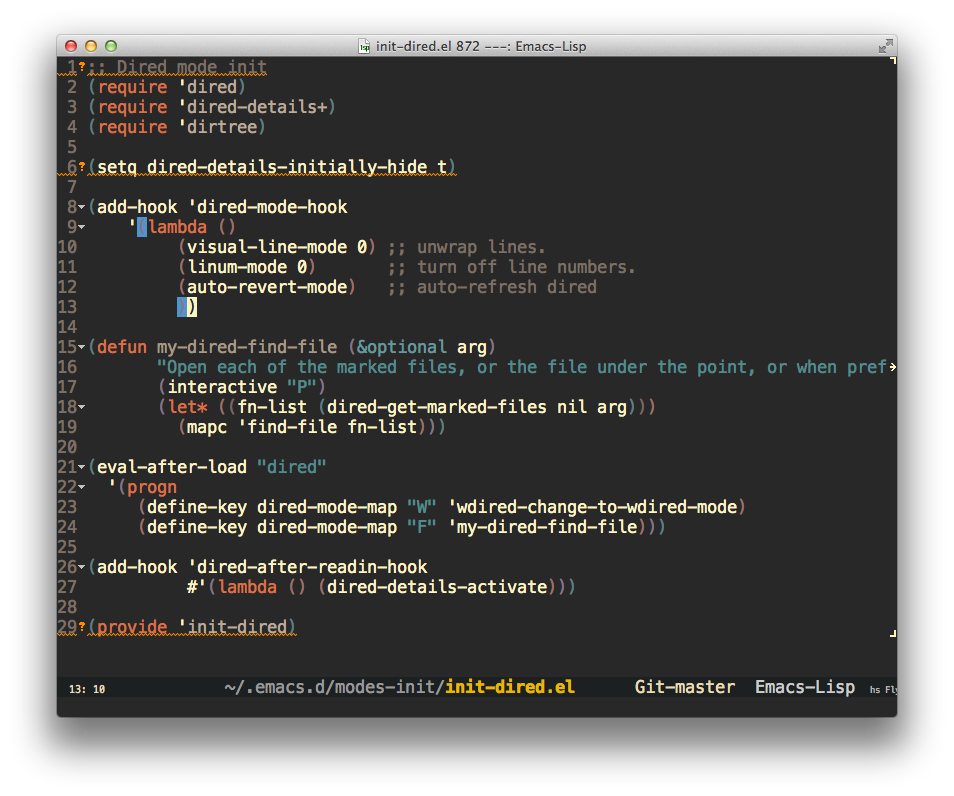 init-dired.el 872 ---: Emacs-Lisp
1 ?;; Dired mode init
2 (require 'dired)
3 (require 'dired-details+)
4 (require 'dirtree)
5
6 ?(setq dired-details-initially-hide t)
7
8 (add-hook 'dired-mode-hook
9     '(lambda ()
10          (visual-line-mode 0) ;; unwrap lines.
11          (linum-mode 0)       ;; turn off line numbers.
12          (auto-revert-mode)   ;; auto-refresh dired
13          ))
14
15 (defun my-dired-find-file (&optional arg)
16        "Open each of the marked files, or the file under the point, or when pref
17        (interactive "P")
18        (let* ((fn-list (dired-get-marked-files nil arg)))
19          (mapc 'find-file fn-list)))
20
21 (eval-after-load "dired"
22   '(progn
23      (define-key dired-mode-map "W" 'wdired-change-to-wdired-mode)
24      (define-key dired-mode-map "F" 'my-dired-find-file)))
25
26 (add-hook 'dired-after-readin-hook
27           #'(lambda () (dired-details-activate)))
28
29 ?(provide 'init-dired)
13: 10 ~/.emacs.d/modes-init/init-dired.el Git-master Emacs-Lisp hs Fly